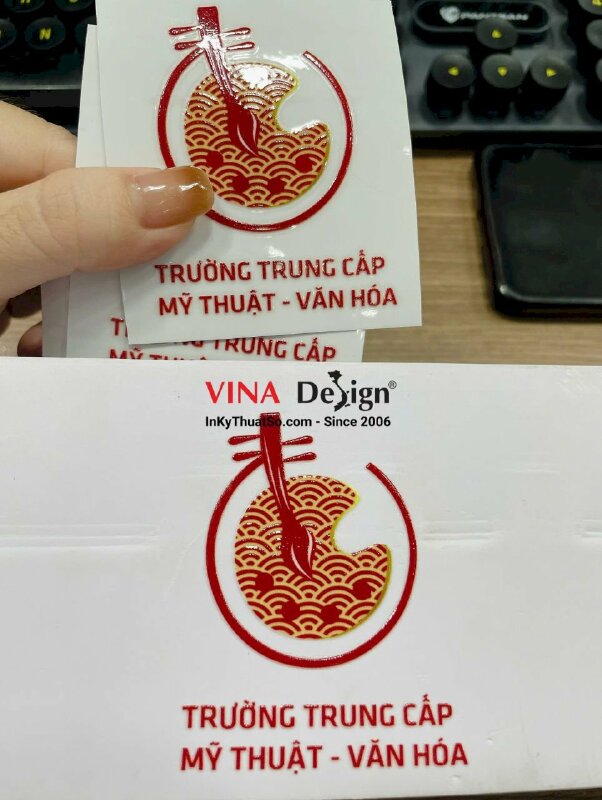 N
TRƯỜNG TRUNG CẤP
MỸ THUẬT - VĂN HÓA
TRUNG CẤP
VINA Design®
InKyThuatSo.com - Since 2006
TRƯỜNG TRUNG CẤP
MỸ THUẬT - VĂN HÓA